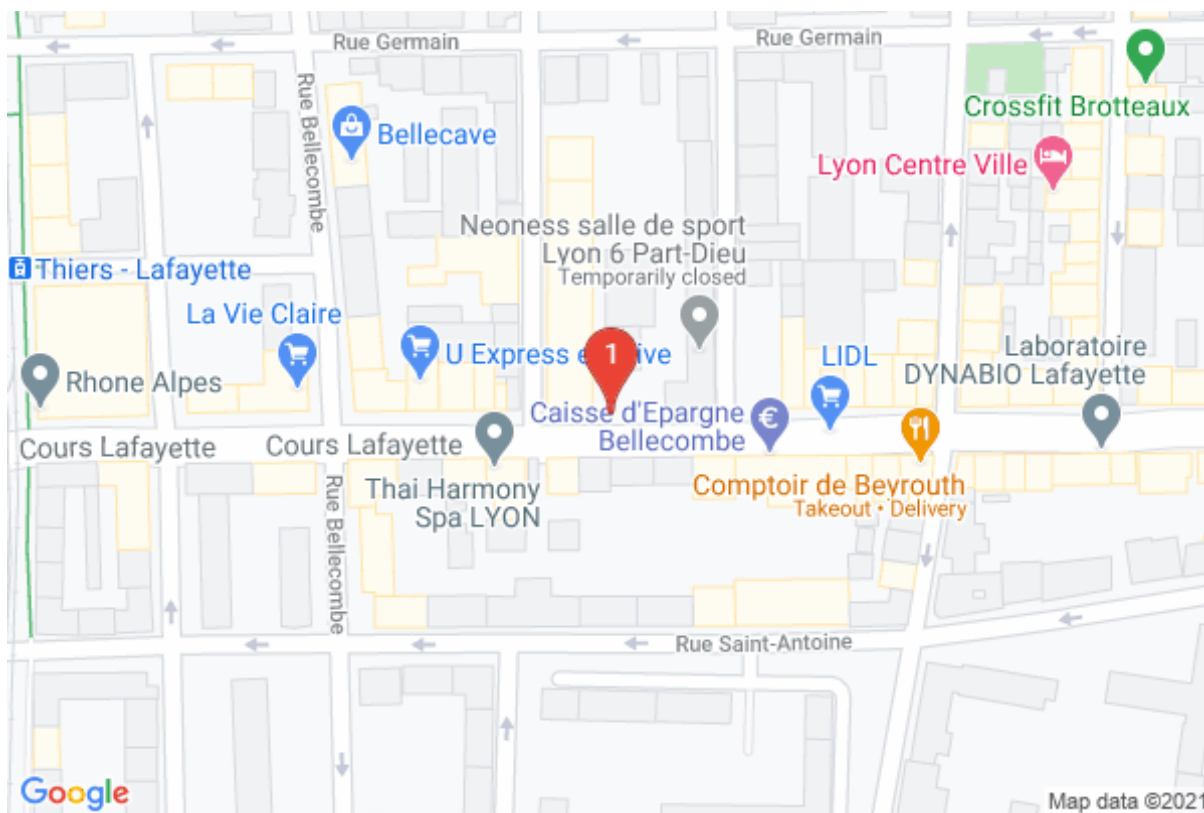 Rue Germain
Rue Germain
Rue Bellecombe
Bellecave
Crossfit Brotteaux
Lyon Centre Ville
Neoness salle de sport
Lyon 6 Part-Dieu
Temporarily closed
Thiers - Lafayette
La Vie Claire
U Express e
1
ive
LIDL
Laboratoire
DYNABIO Lafayette
Rhone Alpes
Caisse d'Epargne
Bellecombe
€
Cours Lafayette
Cours Lafayette
Thai Harmony
Spa LYON
Comptoir de Beyrouth
Takeout • Delivery
Rue Bellecombe
Rue Saint-Antoine
Google
Map data ©2021